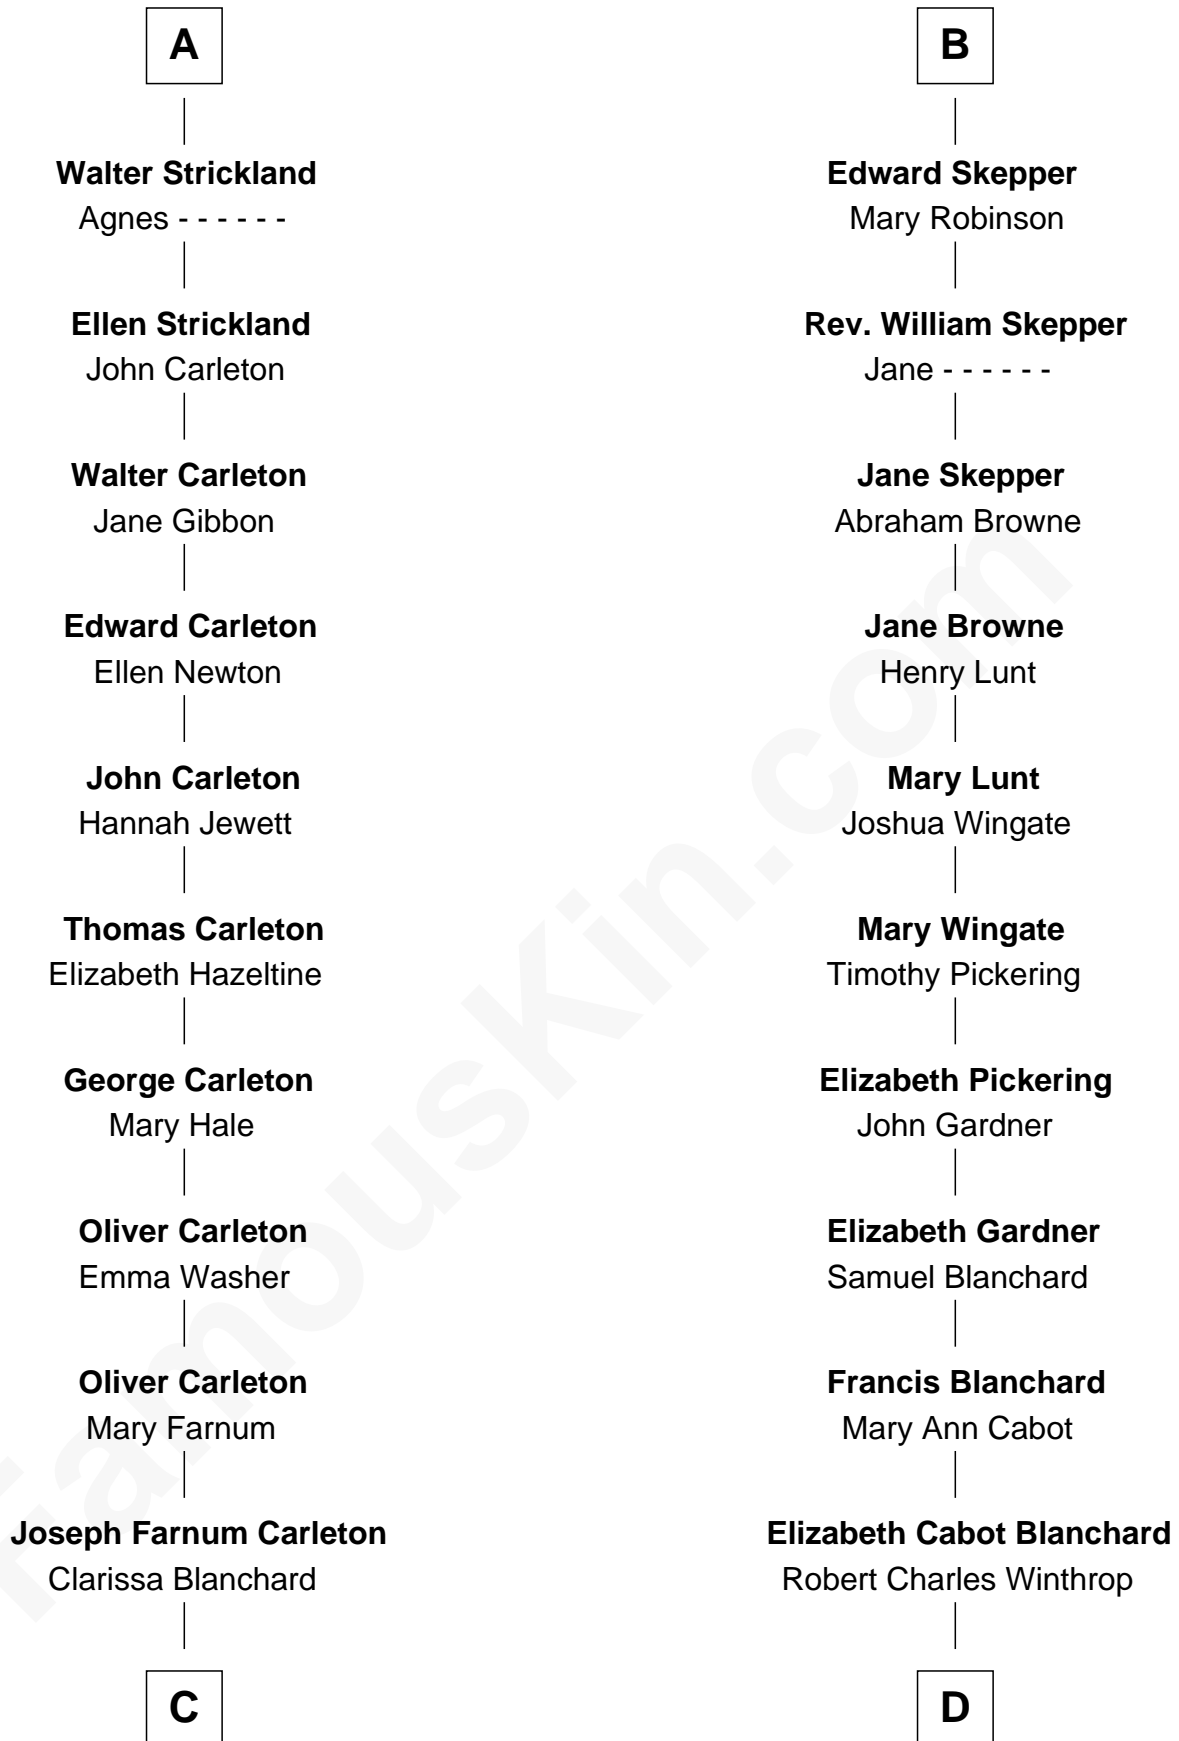 A
Walter Strickland
Agnes - - - - - -
Ellen Strickland
John Carleton
Walter Carleton
Jane Gibbon
Edward Carleton
Ellen Newton
John Carleton
Hannah Jewett
Thomas Carleton
Elizabeth Hazeltine
George Carleton
Mary Hale
Oliver Carleton
Emma Washer
Oliver Carleton
Mary Farnum
Joseph Farnum Carleton
Clarissa Blanchard
C
B
Edward Skepper
Mary Robinson
Rev. William Skepper
Jane - - - - - -
Jane Skepper
Abraham Browne
Jane Browne
Henry Lunt
Mary Lunt
Joshua Wingate
Mary Wingate
Timothy Pickering
Elizabeth Pickering
John Gardner
Elizabeth Gardner
Samuel Blanchard
Francis Blanchard
Mary Ann Cabot
Elizabeth Cabot Blanchard
Robert Charles Winthrop
D
FamousKin.com